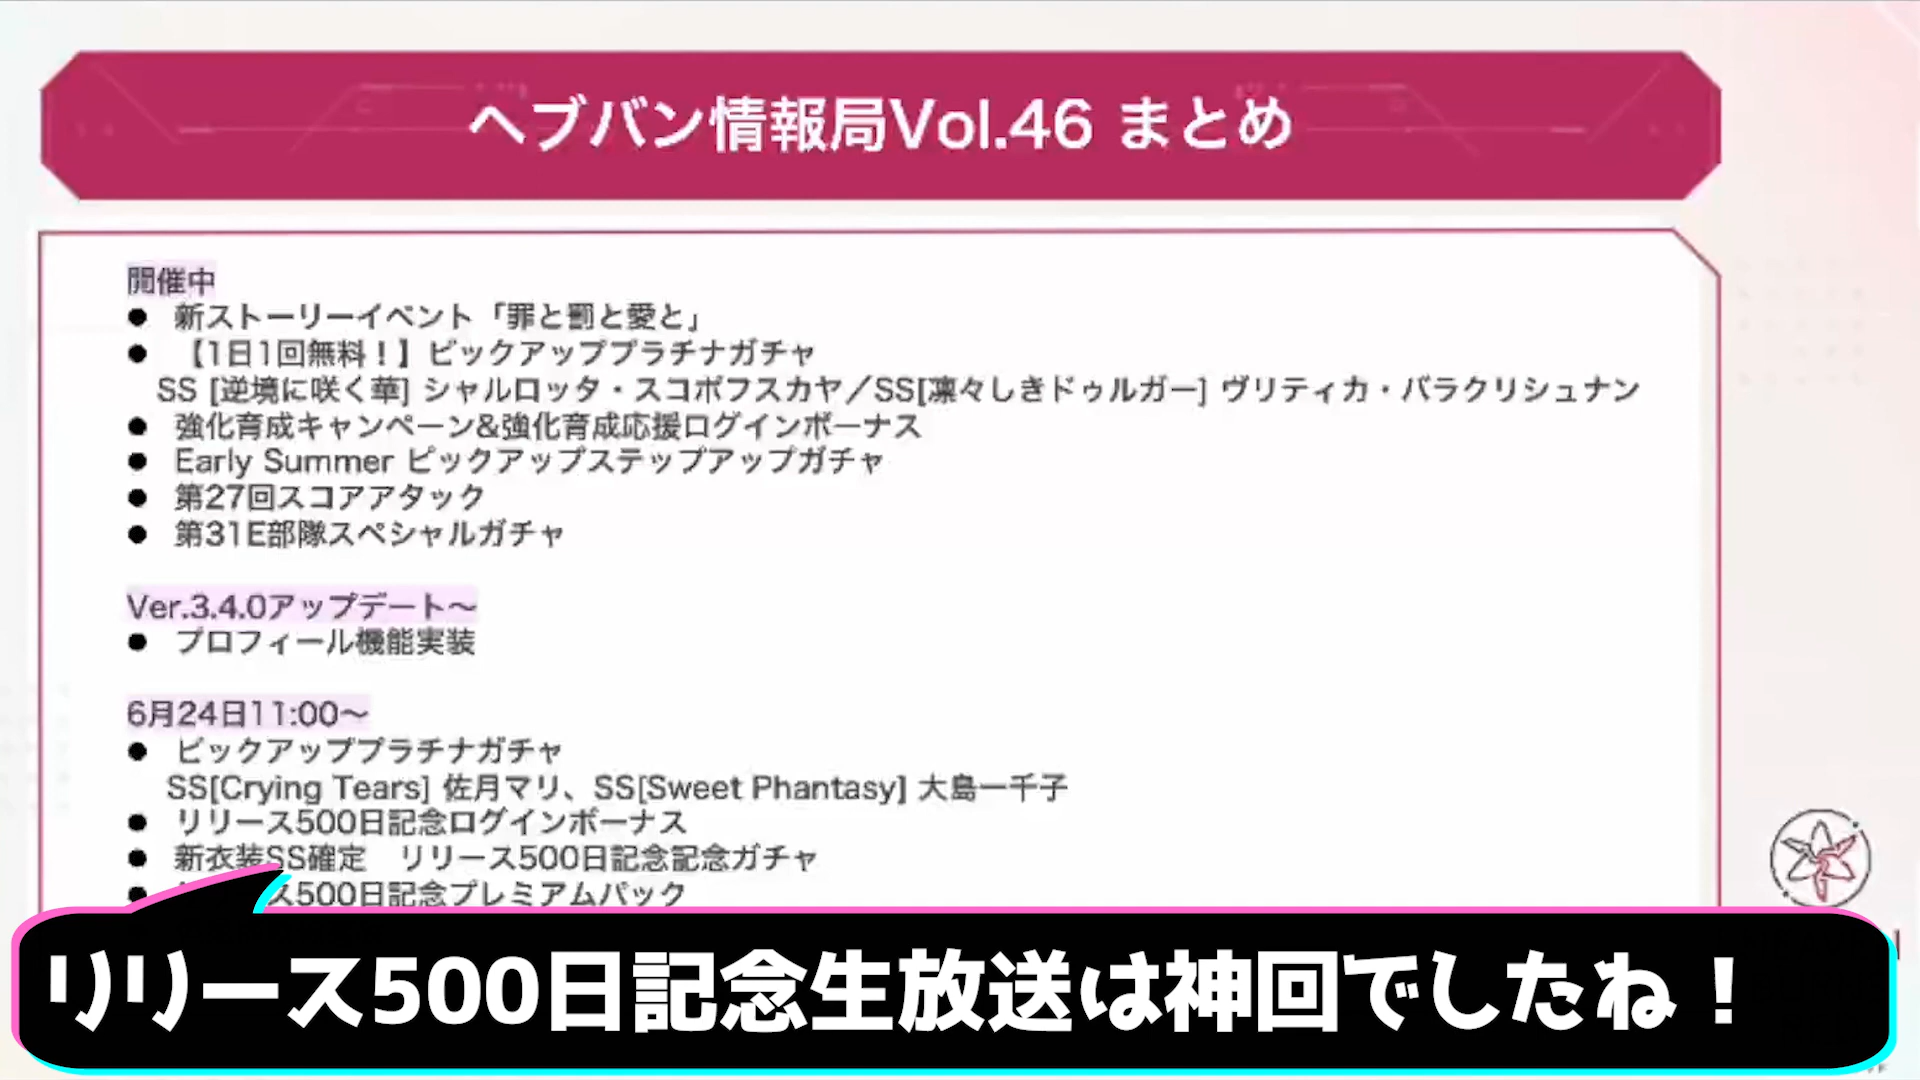 ヘブバン情報局Vol.46 まとめ
開催中
● 新ストーリーイベント「罪と罰と愛と」
● 【1日1回無料！】ピックアッププラチナガチャ
SS [逆境に咲く華] シャルロッタ・スコポフスカヤ／SS[凛々しきドゥルガー] ヴリティカ・バラクリシュナン
● 強化育成キャンペーン&強化育成応援ログインボーナス
● Early Summer ピックアップステップアップガチャ
● 第27回スコアアタック
● 第31E部隊スペシャルガチャ
Ver.3.4.0アップデート～
● プロフィール機能実装
6月24日11:00～
● ピックアッププラチナガチャ
SS[Crying Tears] 佐月マリ、SS[Sweet Phantasy] 大島一千子
● リリース500日記念ログインボーナス
● 新衣装SS確定　リリース500日記念記念ガチャ
● ス500日記念プレミアムパック
リリース500日記念生放送は神回でしたね！